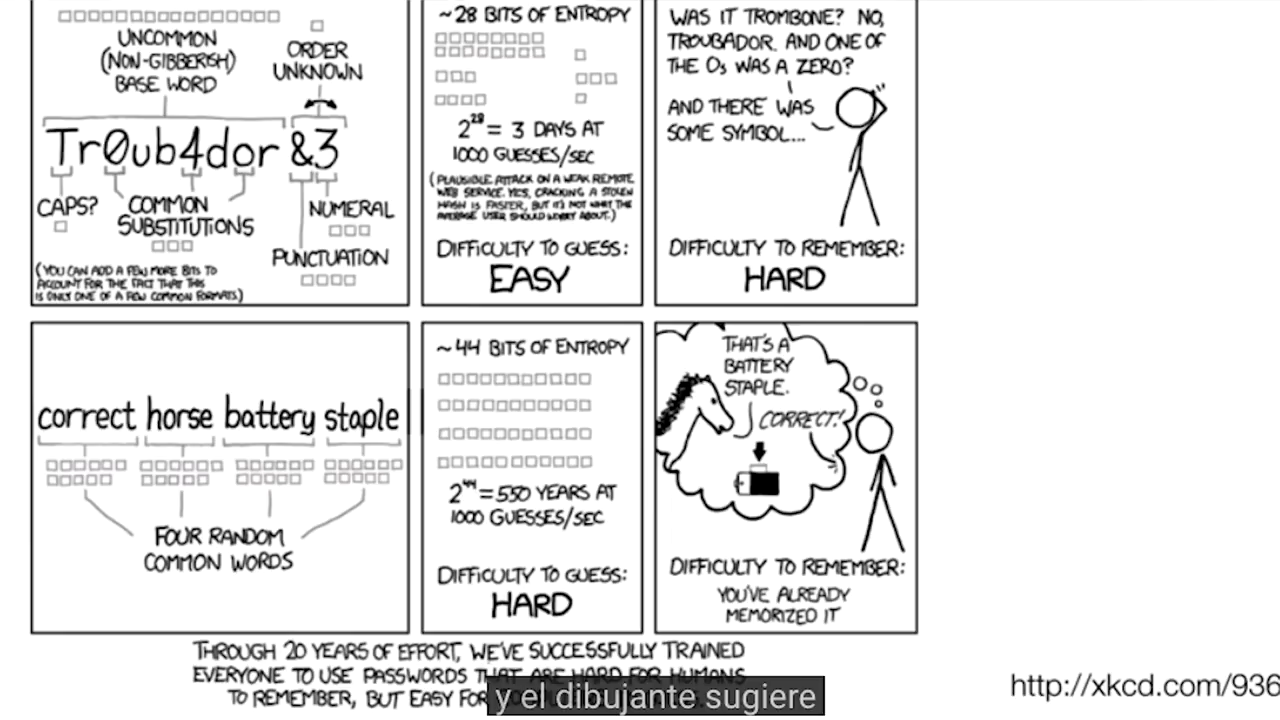 UNCOMMON
(NON-GIBBERISH)
BASE WORD
ORDER
UNKNOWN
Tr0ub4dor &3
CAPS?
COMMON
SUBSTITUTIONS
NUMERAL
PUNCTUATION
(YOU CAN ADD A FEW MORE BITS TO
ACCOUNT FOR THE FACT THAT THIS
IS ONLY ONE OF A FEW COMMON FORMATS.)
~28 BITS OF ENTROPY
2^28 = 3 DAYS AT
1000 GUESSES/SEC
(PLAUSIBLE ATTACK ON A WEAK REMOTE
WEB SERVICE. YES, CRACKING A STOLEN
HASH IS FASTER, BUT IT'S NOT WHAT THE
AVERAGE USER SHOULD WORRY ABOUT.)
DIFFICULTY TO GUESS:
EASY
WAS IT TROMBONE? NO,
TROUBADOR. AND ONE OF
THE Os WAS A ZERO?
AND THERE WAS
SOME SYMBOL...
DIFFICULTY TO REMEMBER:
HARD
correct horse battery staple
FOUR RANDOM
COMMON WORDS
~44 BITS OF ENTROPY
2^44 = 550 YEARS AT
1000 GUESSES/SEC
DIFFICULTY TO GUESS:
HARD
THAT'S A
BATTERY
STAPLE.
CORRECT!
DIFFICULTY TO REMEMBER:
YOU'VE ALREADY
MEMORIZED IT
THROUGH 20 YEARS OF EFFORT, WE'VE SUCCESSFULLY TRAINED
EVERYONE TO USE PASSWORDS THAT ARE HARD FOR HUMANS
TO REMEMBER, BUT EASY FOR
y el dibujante sugiere
http://xkcd.com/936